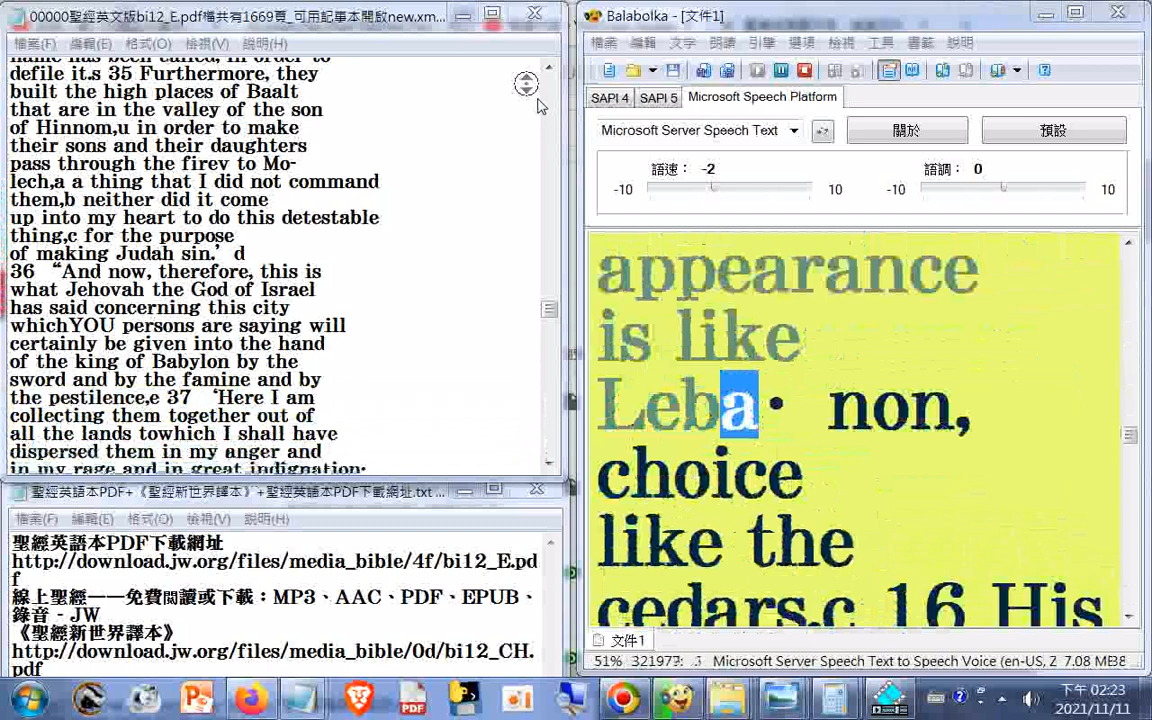 00000聖經英文版bi12_E.pdf檔共有1669頁_可用記事本開啟new.xm...
檔案(F) 編輯(E) 格式(O) 檢視(V) 說明(H)
name has been called, in order to
defile it.s 35 Furthermore, they
built the high places of Baalt
that are in the valley of the son
of Hinnom,u in order to make
their sons and their daughters
pass through the firev to Mo-
lech,a a thing that I did not command
them,b neither did it come
up into my heart to do this detestable
thing,c for the purpose
of making Judah sin.’ d
36 “And now, therefore, this is
what Jehovah the God of Israel
has said concerning this city
whichYOU persons are saying will
certainly be given into the hand
of the king of Babylon by the
sword and by the famine and by
the pestilence,e 37 ‘Here I am
collecting them together out of
all the lands towhich I shall have
dispersed them in my anger and
in my rage and in great indignation·
聖經英語本PDF+《聖經新世界譯本》+聖經英語本PDF下載網址.txt ...
檔案(F) 編輯(E) 格式(O) 檢視(V) 說明(H)
聖經英語本PDF下載網址
http://download.jw.org/files/media_bible/4f/bi12_E.pd
f
線上聖經——免費閱讀或下載：MP3、AAC、PDF、EPUB、
錄音 - JW
《聖經新世界譯本》
http://download.jw.org/files/media_bible/0d/bi12_CH.
pdf
Balabolka - [文件1]
檔案 編輯 文字 朗讀 引擎 選項 檢視 工具 書籤 說明
SAPI 4 SAPI 5 Microsoft Speech Platform
Microsoft Server Speech Text 關於 預設
語速： -2 語調： 0
-10 10 -10 10
appearance
is like
Leba· non,
choice
like the
cedars.c 16 His
文件1
51% Microsoft Server Speech Text to Speech Voice (en-US, Z 7.08 MB
下午 02:23
2021/11/11